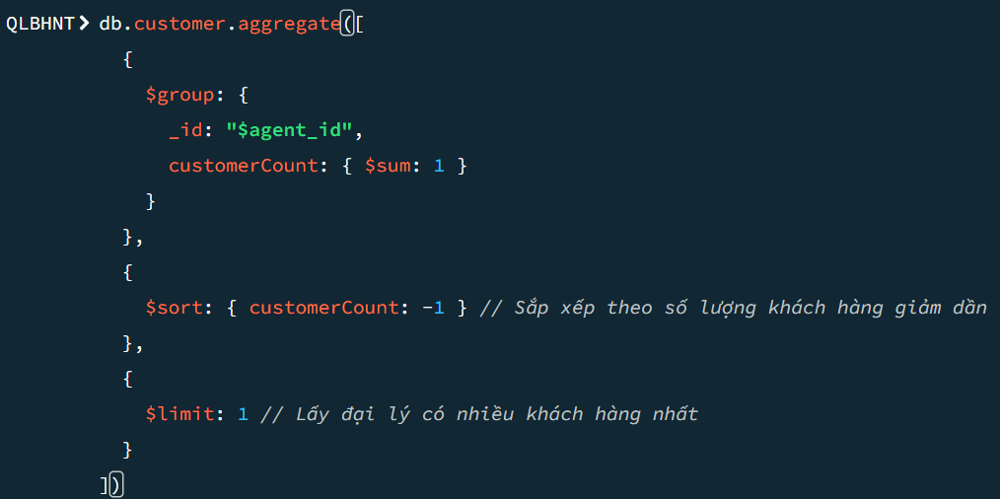 QLBHNT> db.customer.aggregate([
{
$group: {
_id: "$agent_id",
customerCount: { $sum: 1 }
}
},
{
$sort: { customerCount: -1 } // Sắp xếp theo số lượng khách hàng giảm dần
},
{
$limit: 1 // Lấy đại lý có nhiều khách hàng nhất
}
])